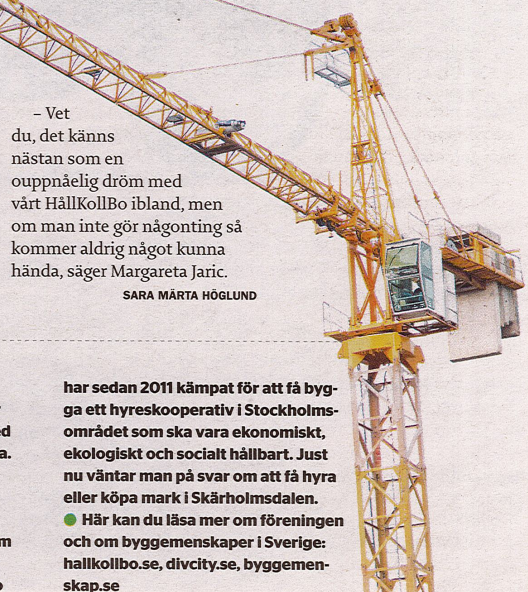 – Vet
du, det känns
nästan som en
ouppnåelig dröm med
vårt HållKollBo ibland, men
om man inte gör någonting så
kommer aldrig något kunna
hända, säger Margareta Jaric.
SARA MÄRTA HÖGLUND
har sedan 2011 kämpat för att få byg-
ga ett hyreskooperativ i Stockholms-
området som ska vara ekonomiskt,
ekologiskt och socialt hållbart. Just
nu väntar man på svar om att få hyra
eller köpa mark i Skärholmsdalen.
● Här kan du läsa mer om föreningen
och om byggemenskaper i Sverige:
hallkollbo.se, divcity.se, byggemen-
skap.se